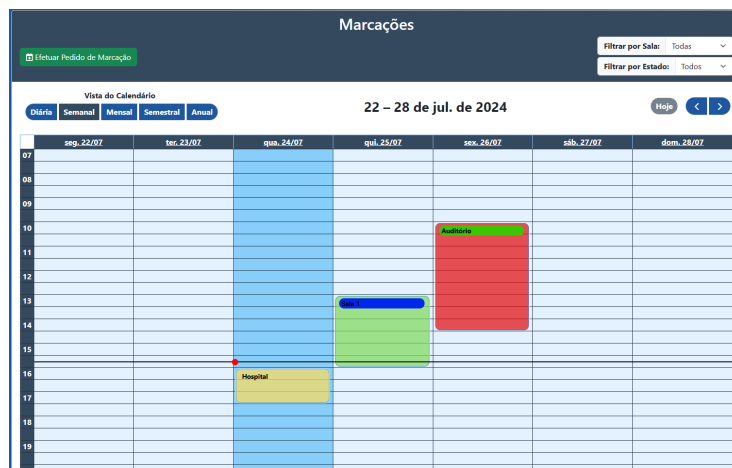 Marcações
Efetuar Pedido de Marcação
Filtrar por Sala: Todas
Filtrar por Estado: Todos
Vista do Calendário
Diária Semanal Mensal Semestral Anual
22 – 28 de jul. de 2024
Hoje
seg. 22/07 ter. 23/07 qua. 24/07 qui. 25/07 sex. 26/07 sáb. 27/07 dom. 28/07
07
08
09
10
Auditório
11
12
13
Sala 1
14
15
16
Hospital
17
18
19